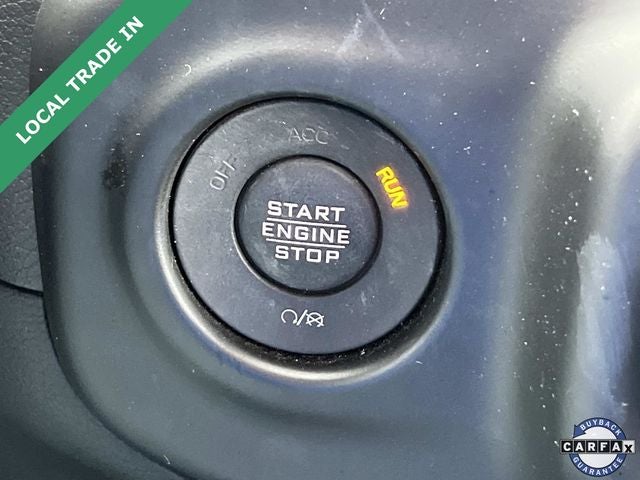 LOCAL TRADE IN
ACC
OFF
RUN
START
ENGINE
STOP
BUYBACK
CARFAX
GUARANTEE